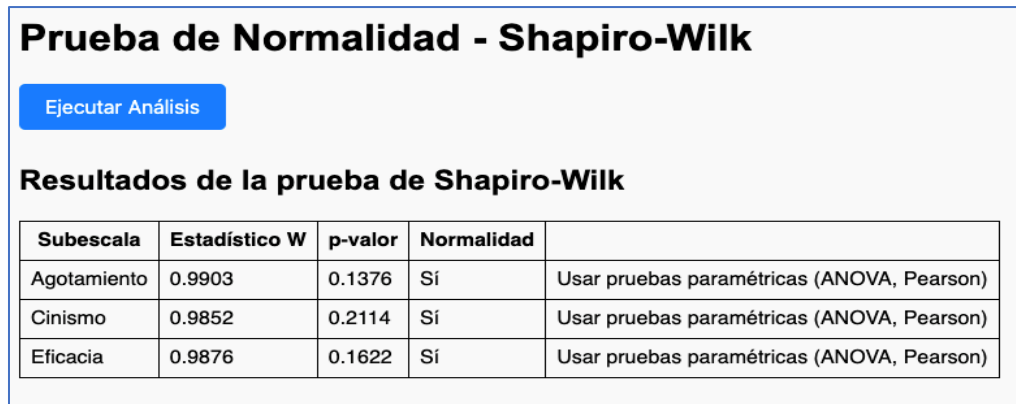 Prueba de Normalidad - Shapiro-Wilk
Ejecutar Análisis
Resultados de la prueba de Shapiro-Wilk
Subescala Estadístico W p-valor Normalidad
Agotamiento 0.9903 0.1376 Sí Usar pruebas paramétricas (ANOVA, Pearson)
Cinismo 0.9852 0.2114 Sí Usar pruebas paramétricas (ANOVA, Pearson)
Eficacia 0.9876 0.1622 Sí Usar pruebas paramétricas (ANOVA, Pearson)